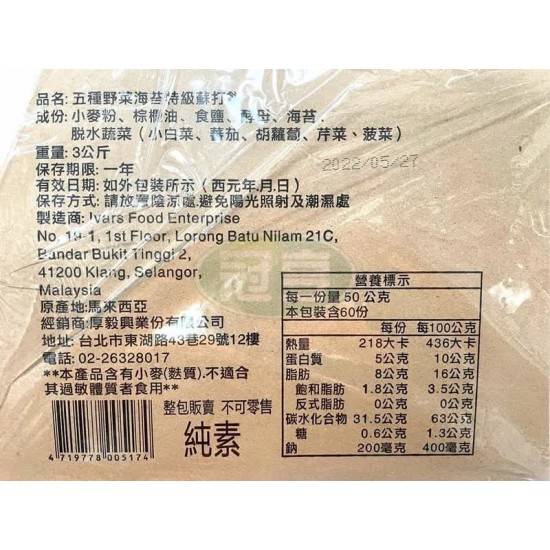 品名: 五種野菜海苔特級蘇打
成份: 小麥粉、棕櫚油、食鹽、酵母、海苔.
脫水蔬菜（小白菜、蕃茄、胡蘿蔔、芹菜、菠菜）
重量: 3公斤
2022/05/27
保存期限: 一年
有效日期: 如外包裝所示（西元年.月.日）
保存方式: 請放置陰涼處避免陽光照射及潮濕處
製造商: Ivars Food Enterprise
No. 19-1, 1st Floor, Lorong Batu Nilam 21C,
Bandar Bukit Tinggi 2,
41200 Klang, Selangor,
Malaysia
原產地: 馬來西亞
經銷商: 厚毅興業份有限公司
地址: 台北市東湖路43巷29號12樓
電話: 02-26328017
**本產品含有小麥(麩質).不適合
其過敏體質者食用**
整包販賣 不可零售
純素
4719778005174
營養標示
每一份量 50 公克
本包裝含60份
每份 每100公克
熱量 218大卡 436大卡
蛋白質 5公克 10公克
脂肪 8公克 16公克
飽和脂肪 1.8公克 3.5公克
反式脂肪 0公克 0公克
碳水化合物 31.5公克 63公克
糖 0.6公克 1.3公克
鈉 200毫克 400毫克